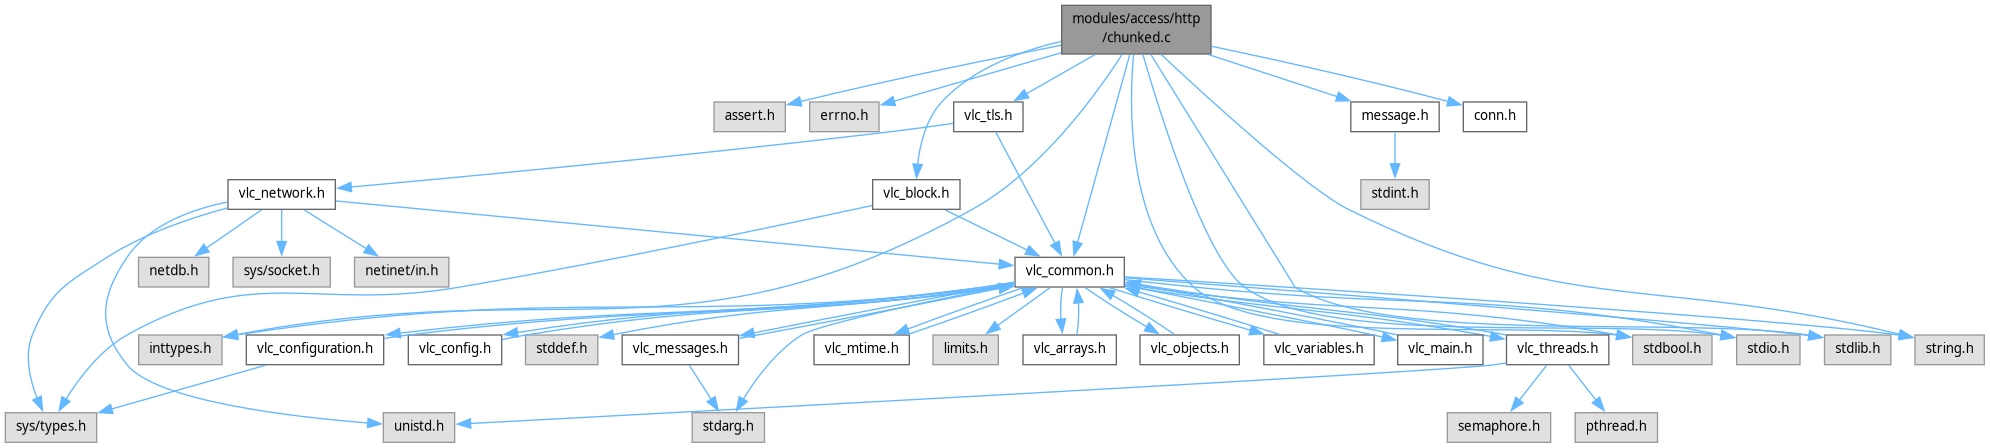 modules/access/http
/chunked.c
assert.h
errno.h
vlc_tls.h
message.h
conn.h
vlc_network.h
vlc_block.h
stdint.h
netdb.h
sys/socket.h
netinet/in.h
vlc_common.h
inttypes.h
vlc_configuration.h
vlc_config.h
stddef.h
vlc_messages.h
vlc_mtime.h
limits.h
vlc_arrays.h
vlc_objects.h
vlc_variables.h
vlc_main.h
vlc_threads.h
stdbool.h
stdio.h
stdlib.h
string.h
sys/types.h
unistd.h
stdarg.h
semaphore.h
pthread.h